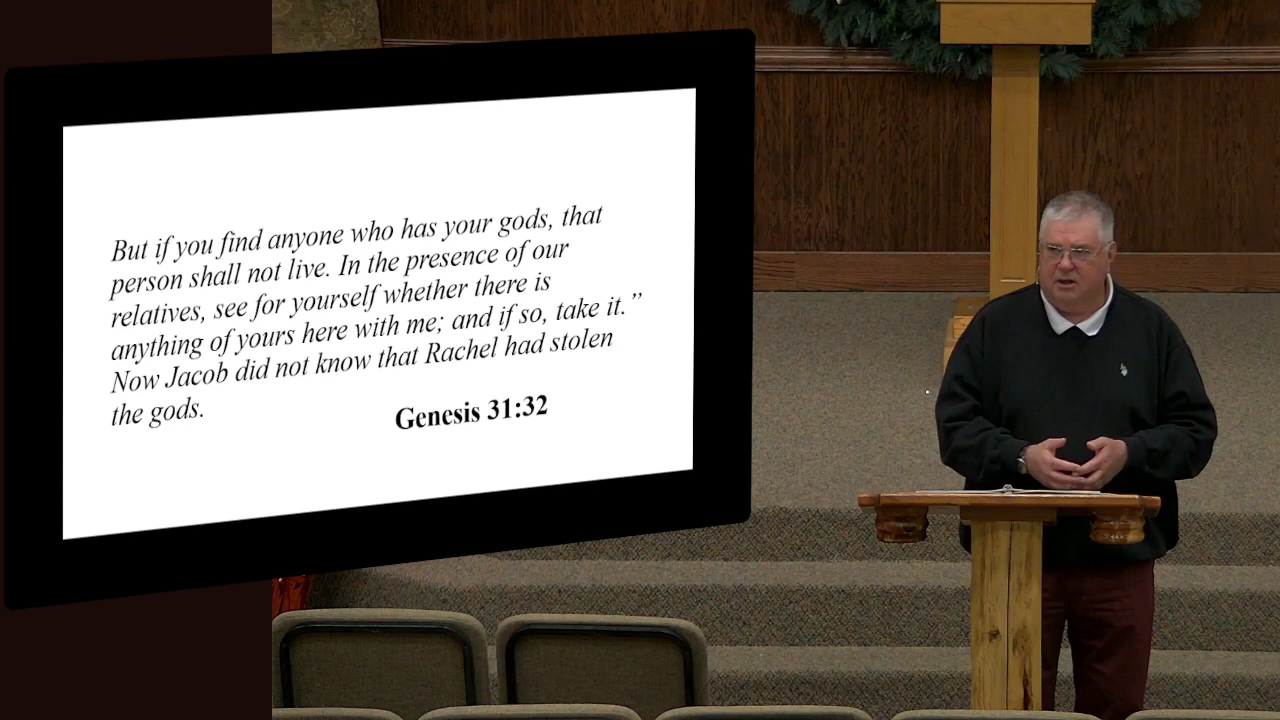 But if you find anyone who has your gods, that
person shall not live. In the presence of our
relatives, see for yourself whether there is
anything of yours here with me; and if so, take it.”
Now Jacob did not know that Rachel had stolen
the gods.
Genesis 31:32